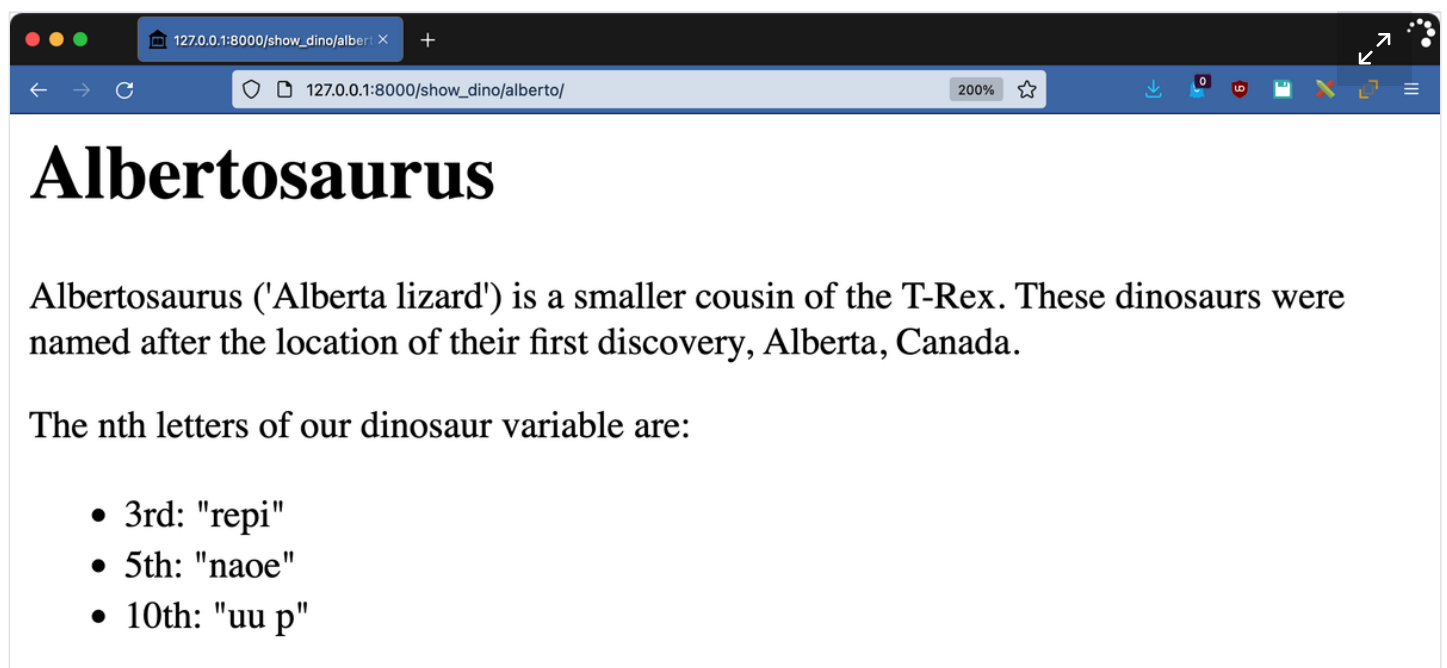 127.0.0.1:8000/show_dino/albert
127.0.0.1:8000/show_dino/alberto/
200%
0
Albertosaurus
Albertosaurus ('Alberta lizard') is a smaller cousin of the T-Rex. These dinosaurs were
named after the location of their first discovery, Alberta, Canada.
The nth letters of our dinosaur variable are:
• 3rd: "repi"
• 5th: "naoe"
• 10th: "uu p"